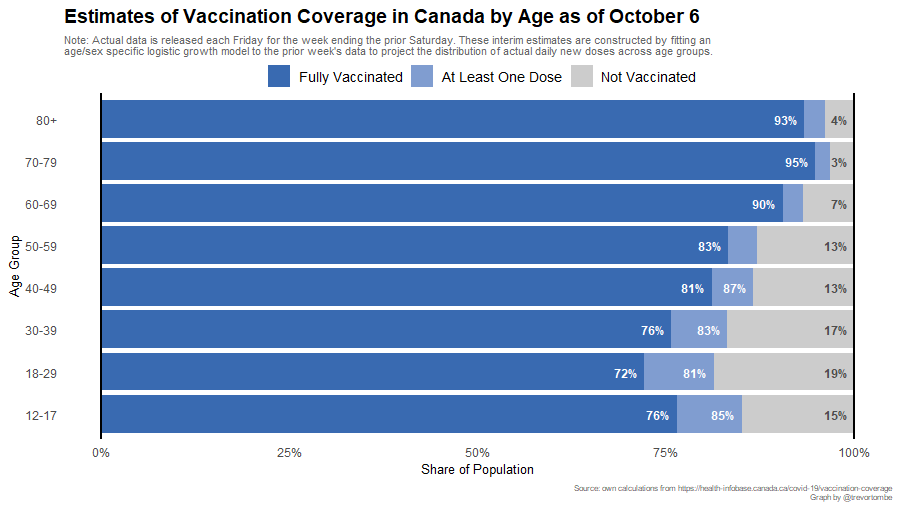 Estimates of Vaccination Coverage in Canada by Age as of October 6
Note: Actual data is released each Friday for the week ending the prior Saturday. These interim estimates are constructed by fitting an
age/sex specific logistic growth model to the prior week's data to project the distribution of actual daily new doses across age groups.
Fully Vaccinated At Least One Dose Not Vaccinated
80+ 93% 4%
70-79 95% 3%
60-69 90% 7%
50-59 83% 13%
40-49 81% 87% 13%
30-39 76% 83% 17%
18-29 72% 81% 19%
12-17 76% 85% 15%
Age Group
0% 25% 50% 75% 100%
Share of Population
Source: own calculations from https://health-infobase.canada.ca/covid-19/vaccination-coverage
Graph by @trevortombe